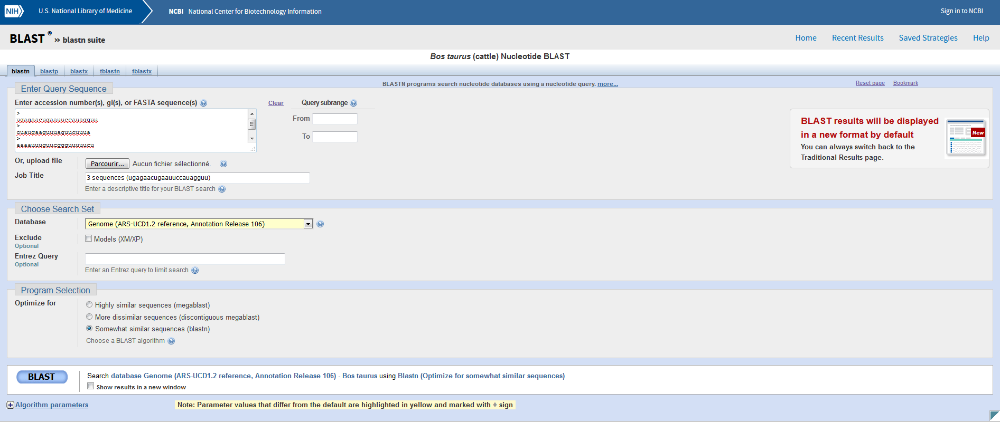 NIH U.S. National Library of Medicine NCBI National Center for Biotechnology Information Sign in to NCBI
BLAST ® » blastn suite Home Recent Results Saved Strategies Help
Bos taurus (cattle) Nucleotide BLAST
blastn blastp blastx tblastn tblastx
Enter Query Sequence
BLASTN programs search nucleotide databases using a nucleotide query. more...
Reset page Bookmark
Enter accession number(s), gi(s), or FASTA sequence(s) Clear Query subrange
>
ugagaacugaauuccauagguu
>
cuaugaaguuuaguucuuua
>
aaaauuuguucggguuuuucu
From
To
BLAST results will be displayed
in a new format by default
You can always switch back to the
Traditional Results page.
New
Or, upload file Parcourir... Aucun fichier sélectionné.
Job Title 3 sequences (ugagaacugaauuccauagguu)
Enter a descriptive title for your BLAST search
Choose Search Set
Database Genome (ARS-UCD1.2 reference, Annotation Release 106)
Exclude Models (XM/XP)
Optional
Entrez Query
Optional
Enter an Entrez query to limit search
Program Selection
Optimize for
Highly similar sequences (megablast)
More dissimilar sequences (discontiguous megablast)
Somewhat similar sequences (blastn)
Choose a BLAST algorithm
BLAST Search database Genome (ARS-UCD1.2 reference, Annotation Release 106) - Bos taurus using Blastn (Optimize for somewhat similar sequences)
Show results in a new window
Algorithm parameters Note: Parameter values that differ from the default are highlighted in yellow and marked with ♦ sign